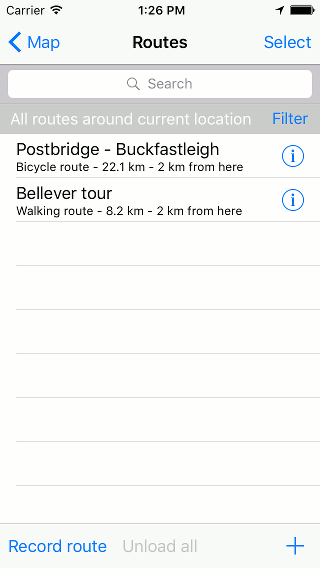 Carrier 1:26 PM
Map Routes Select
Search
All routes around current location Filter
Postbridge - Buckfastleigh
Bicycle route - 22.1 km - 2 km from here
Bellever tour
Walking route - 8.2 km - 2 km from here
Record route Unload all